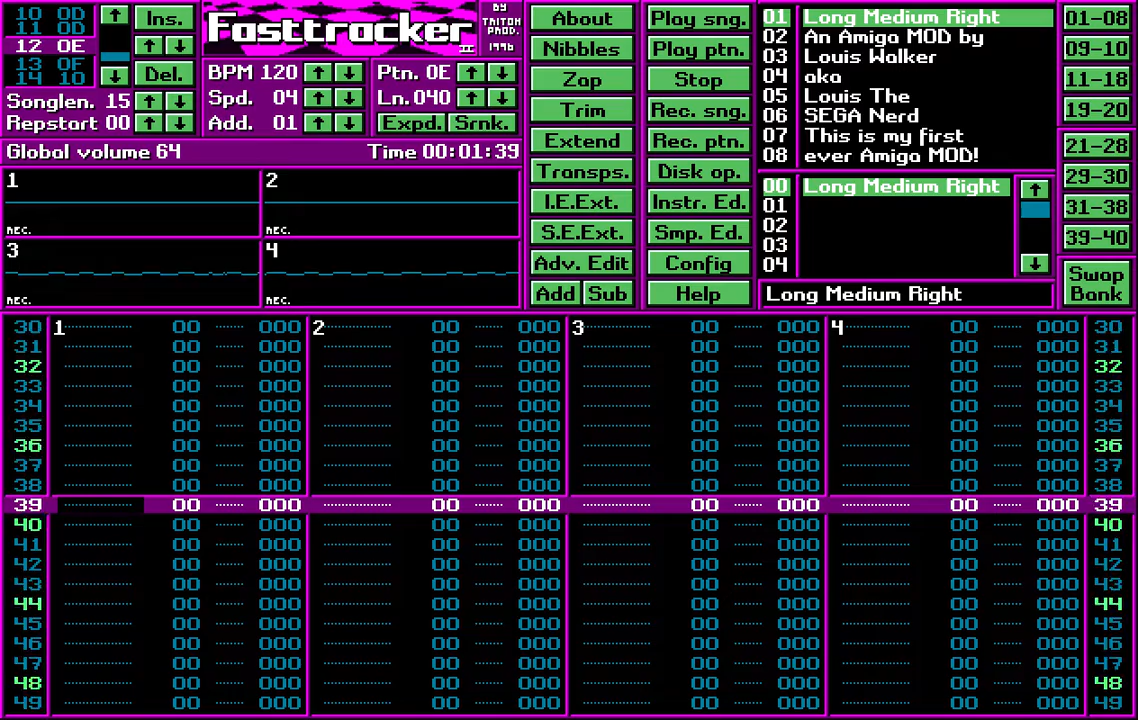 10 0D
11 0D
12 0E
13 0F
14 10
Ins.
Del.
Songlen. 15
Repstart 00
Fasttracker II
BY TRITON PROD. 1996
BPM 120
Spd. 04
Add. 01
Ptn. 0E
Ln. 040
Expd. Srnk.
Global volume 64 Time 00:01:39
1 2
REC. REC.
3 4
REC. REC.
About
Nibbles
Zap
Trim
Extend
Transps.
I.E.Ext.
S.E.Ext.
Adv. Edit
Add Sub
Play sng.
Play ptn.
Stop
Rec. sng.
Rec. ptn.
Disk op.
Instr. Ed.
Smp. Ed.
Config
Help
01 Long Medium Right
02 An Amiga MOD by
03 Louis Walker
04 aka
05 Louis The
06 SEGA Nerd
07 This is my first
08 ever Amiga MOD!
00 Long Medium Right
01
02
03
04
Long Medium Right
01-08
09-10
11-18
19-20
21-28
29-30
31-38
39-40
Swap Bank
30 1 00 000 2 00 000 3 00 000 4 00 000 30
31 00 000 00 000 00 000 00 000 31
32 00 000 00 000 00 000 00 000 32
33 00 000 00 000 00 000 00 000 33
34 00 000 00 000 00 000 00 000 34
35 00 000 00 000 00 000 00 000 35
36 00 000 00 000 00 000 00 000 36
37 00 000 00 000 00 000 00 000 37
38 00 000 00 000 00 000 00 000 38
39 00 000 00 000 00 000 00 000 39
40 00 000 00 000 00 000 00 000 40
41 00 000 00 000 00 000 00 000 41
42 00 000 00 000 00 000 00 000 42
43 00 000 00 000 00 000 00 000 43
44 00 000 00 000 00 000 00 000 44
45 00 000 00 000 00 000 00 000 45
46 00 000 00 000 00 000 00 000 46
47 00 000 00 000 00 000 00 000 47
48 00 000 00 000 00 000 00 000 48
49 00 000 00 000 00 000 00 000 49